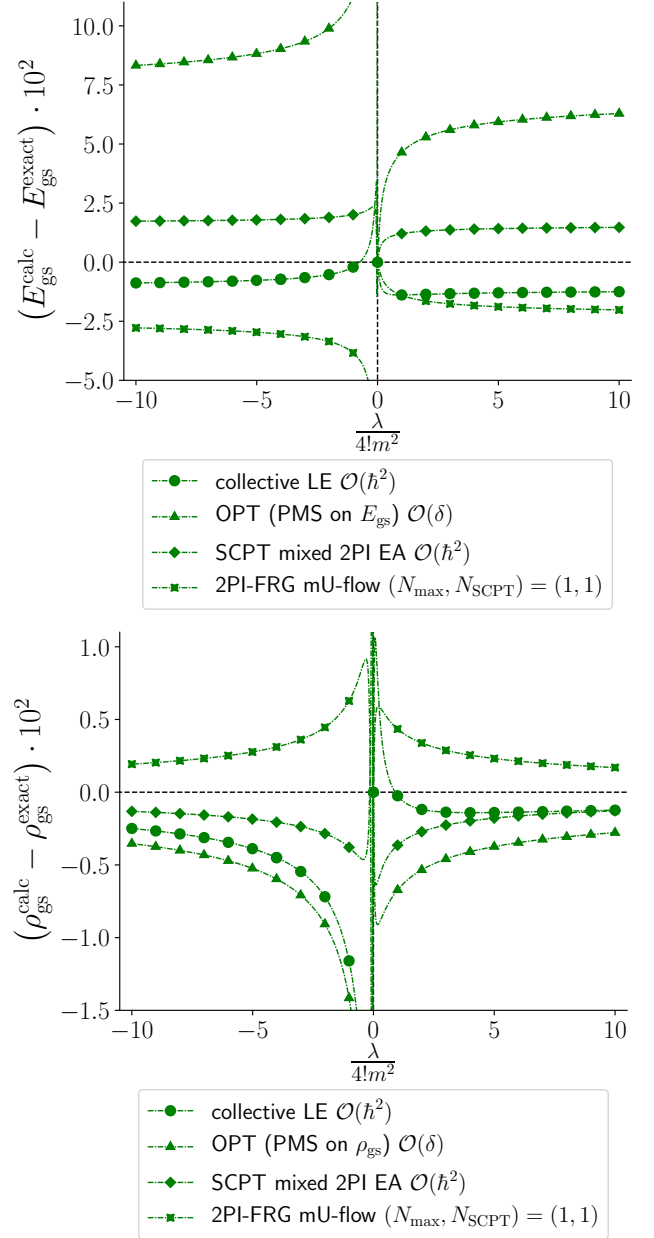 10.0
7.5
5.0
2.5
0.0
−2.5
−5.0
(E_gs^calc − E_gs^exact) · 10^2
−10 −5 0 5 10
λ/4!m^2
collective LE O(ħ^2)
OPT (PMS on E_gs) O(δ)
SCPT mixed 2PI EA O(ħ^2)
2PI-FRG mU-flow (N_max, N_SCPT) = (1, 1)
1.0
0.5
0.0
−0.5
−1.0
−1.5
(ρ_gs^calc − ρ_gs^exact) · 10^2
−10 −5 0 5 10
λ/4!m^2
collective LE O(ħ^2)
OPT (PMS on ρ_gs) O(δ)
SCPT mixed 2PI EA O(ħ^2)
2PI-FRG mU-flow (N_max, N_SCPT) = (1, 1)